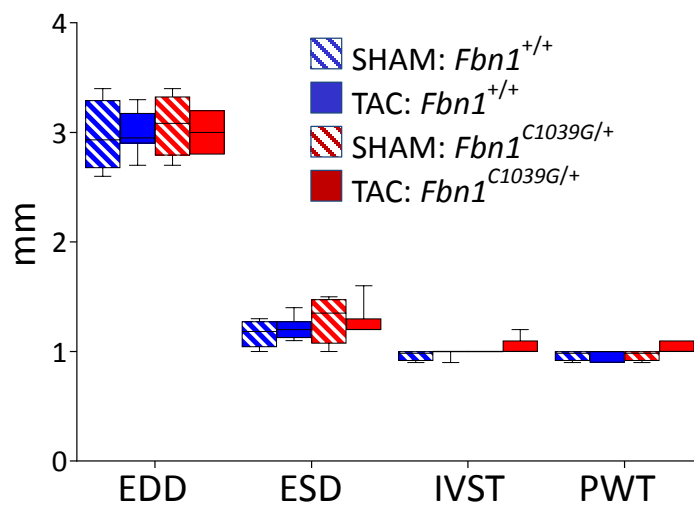 4
SHAM: Fbn1+/+
TAC: Fbn1+/+
3
SHAM: Fbn1C1039G/+
TAC: Fbn1C1039G/+
mm
2
1
0
EDD ESD IVST PWT